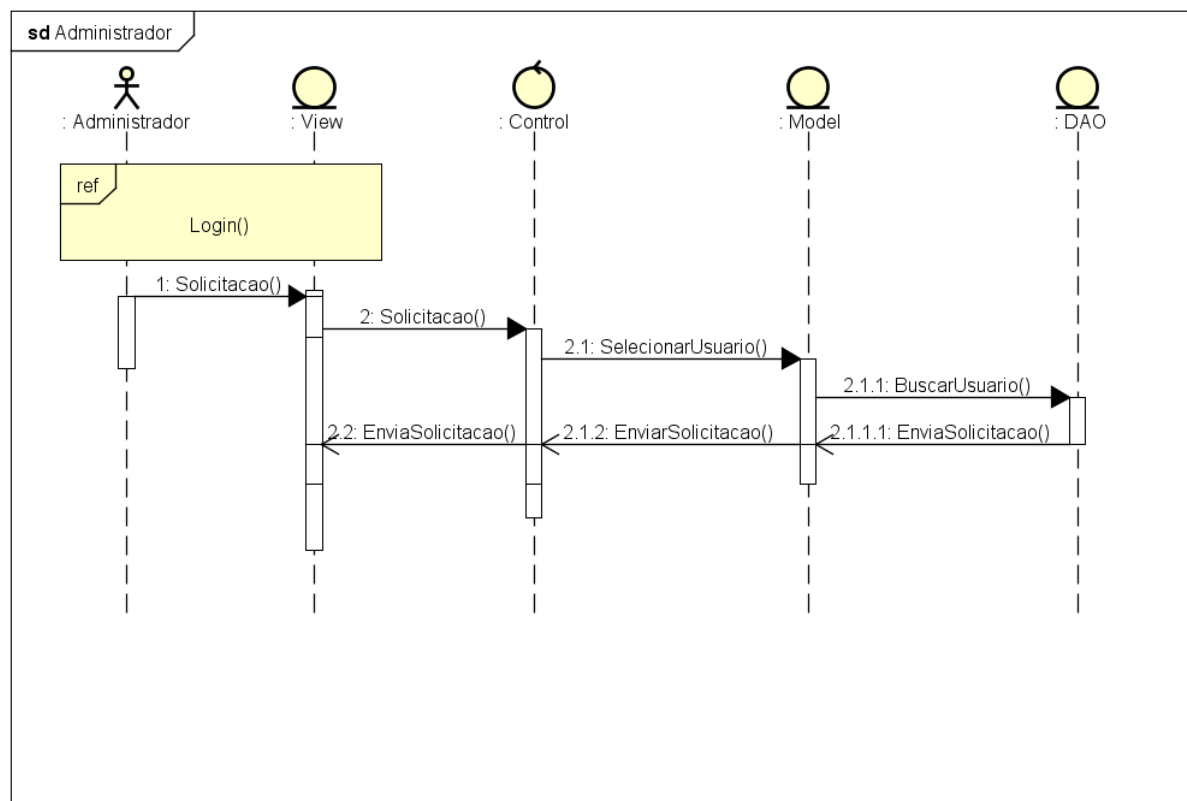 sd Administrador
: Administrador
: View
: Control
: Model
: DAO
ref
Login()
1: Solicitacao()
2: Solicitacao()
2.1: SelecionarUsuario()
2.1.1: BuscarUsuario()
2.2: EnviaSolicitacao()
2.1.2: EnviarSolicitacao()
2.1.1.1: EnviaSolicitacao()